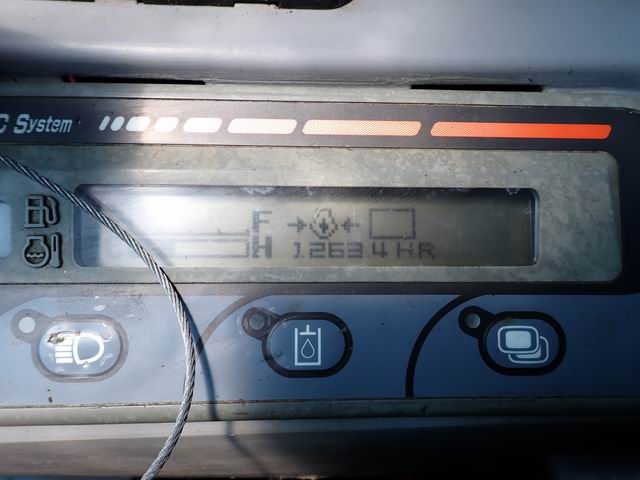 C System
F
H 1,263.4 HR